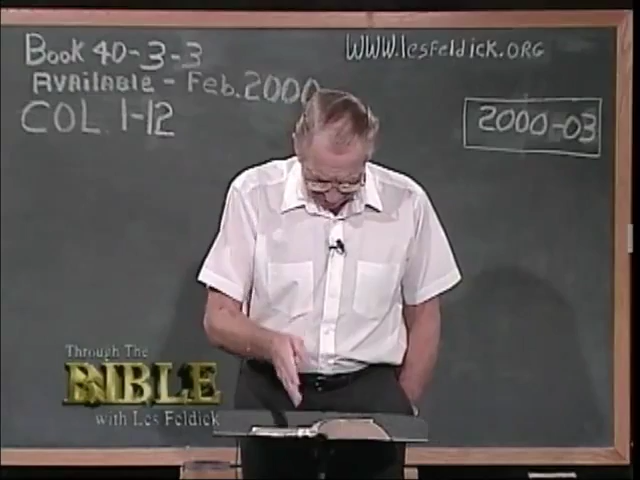 Book 40-3-3
AVAILABLE - Feb. 2000
COL 1-12
WWW.lesfeldick.ORG
2000-03
Through The
BIBLE
with Les Feldick